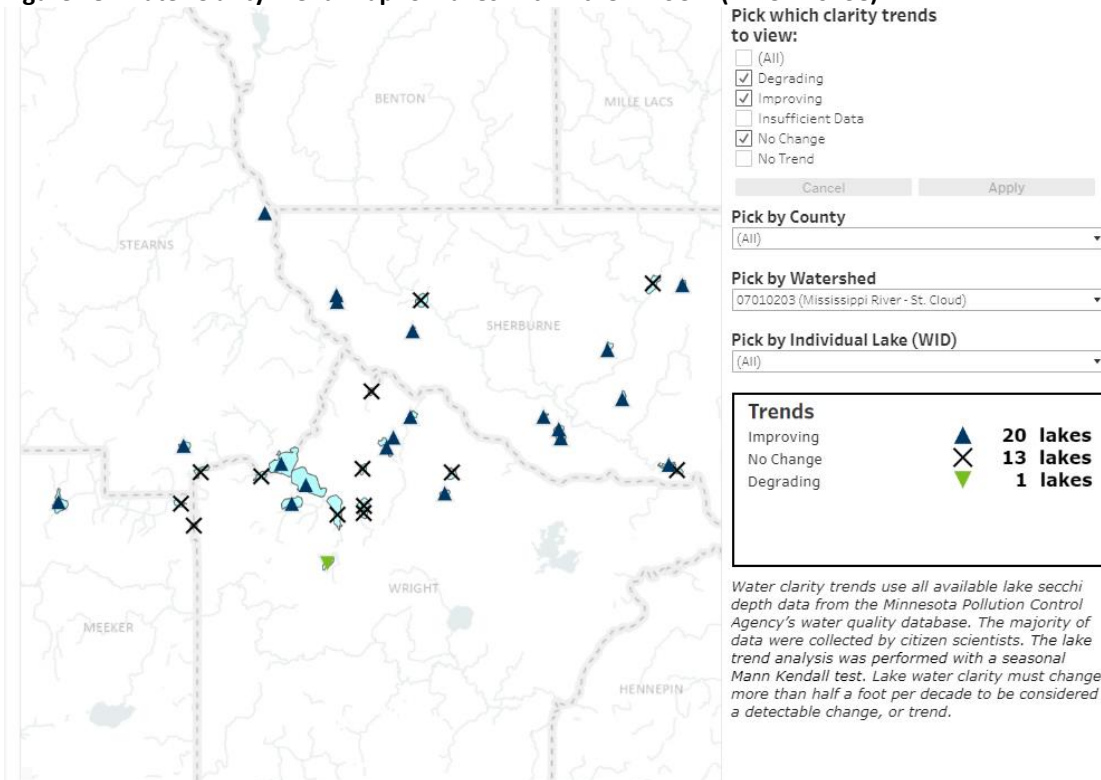 Pick which clarity trends
to view:
(All)
Degrading
Improving
Insufficient Data
No Change
No Trend
Cancel
Apply
Pick by County
(All)
Pick by Watershed
07010203 (Mississippi River - St. Cloud)
Pick by Individual Lake (WID)
(All)
Trends
Improving 20 lakes
No Change 13 lakes
Degrading 1 lakes
Water clarity trends use all available lake secchi
depth data from the Minnesota Pollution Control
Agency's water quality database. The majority of
data were collected by citizen scientists. The lake
trend analysis was performed with a seasonal
Mann Kendall test. Lake water clarity must change
more than half a foot per decade to be considered
a detectable change, or trend.
BENTON
MILLE LACS
STEARNS
SHERBURNE
WRIGHT
MEEKER
HENNEPIN